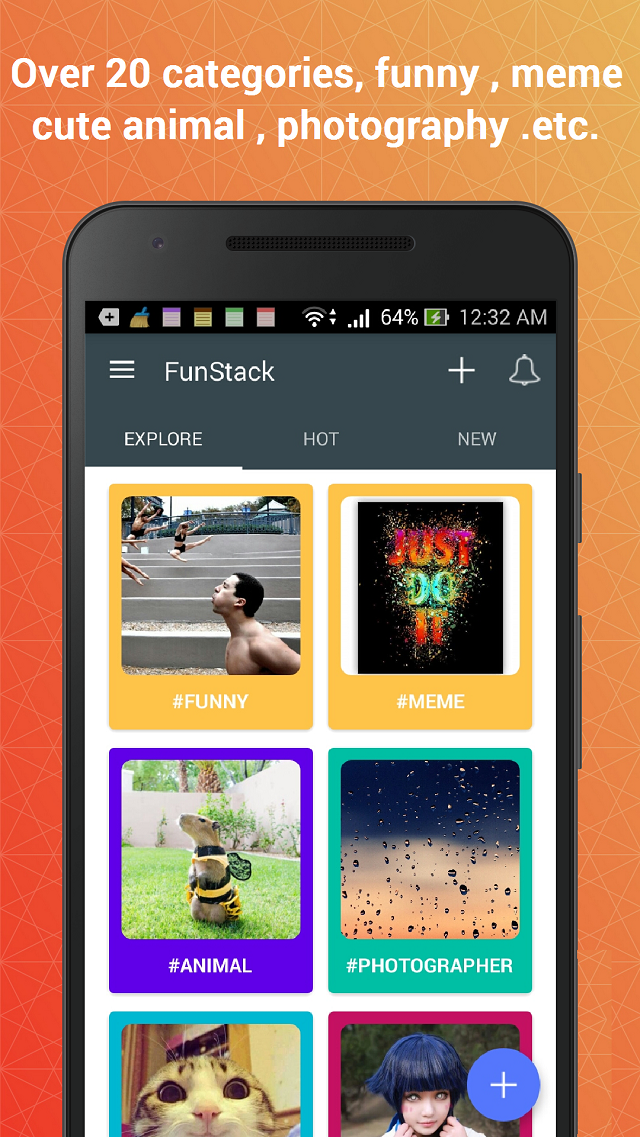 Over 20 categories, funny , meme
cute animal , photography .etc.
64% 12:32 AM
FunStack
EXPLORE HOT NEW
JUST
DO
IT
#FUNNY #MEME
#ANIMAL #PHOTOGRAPHER